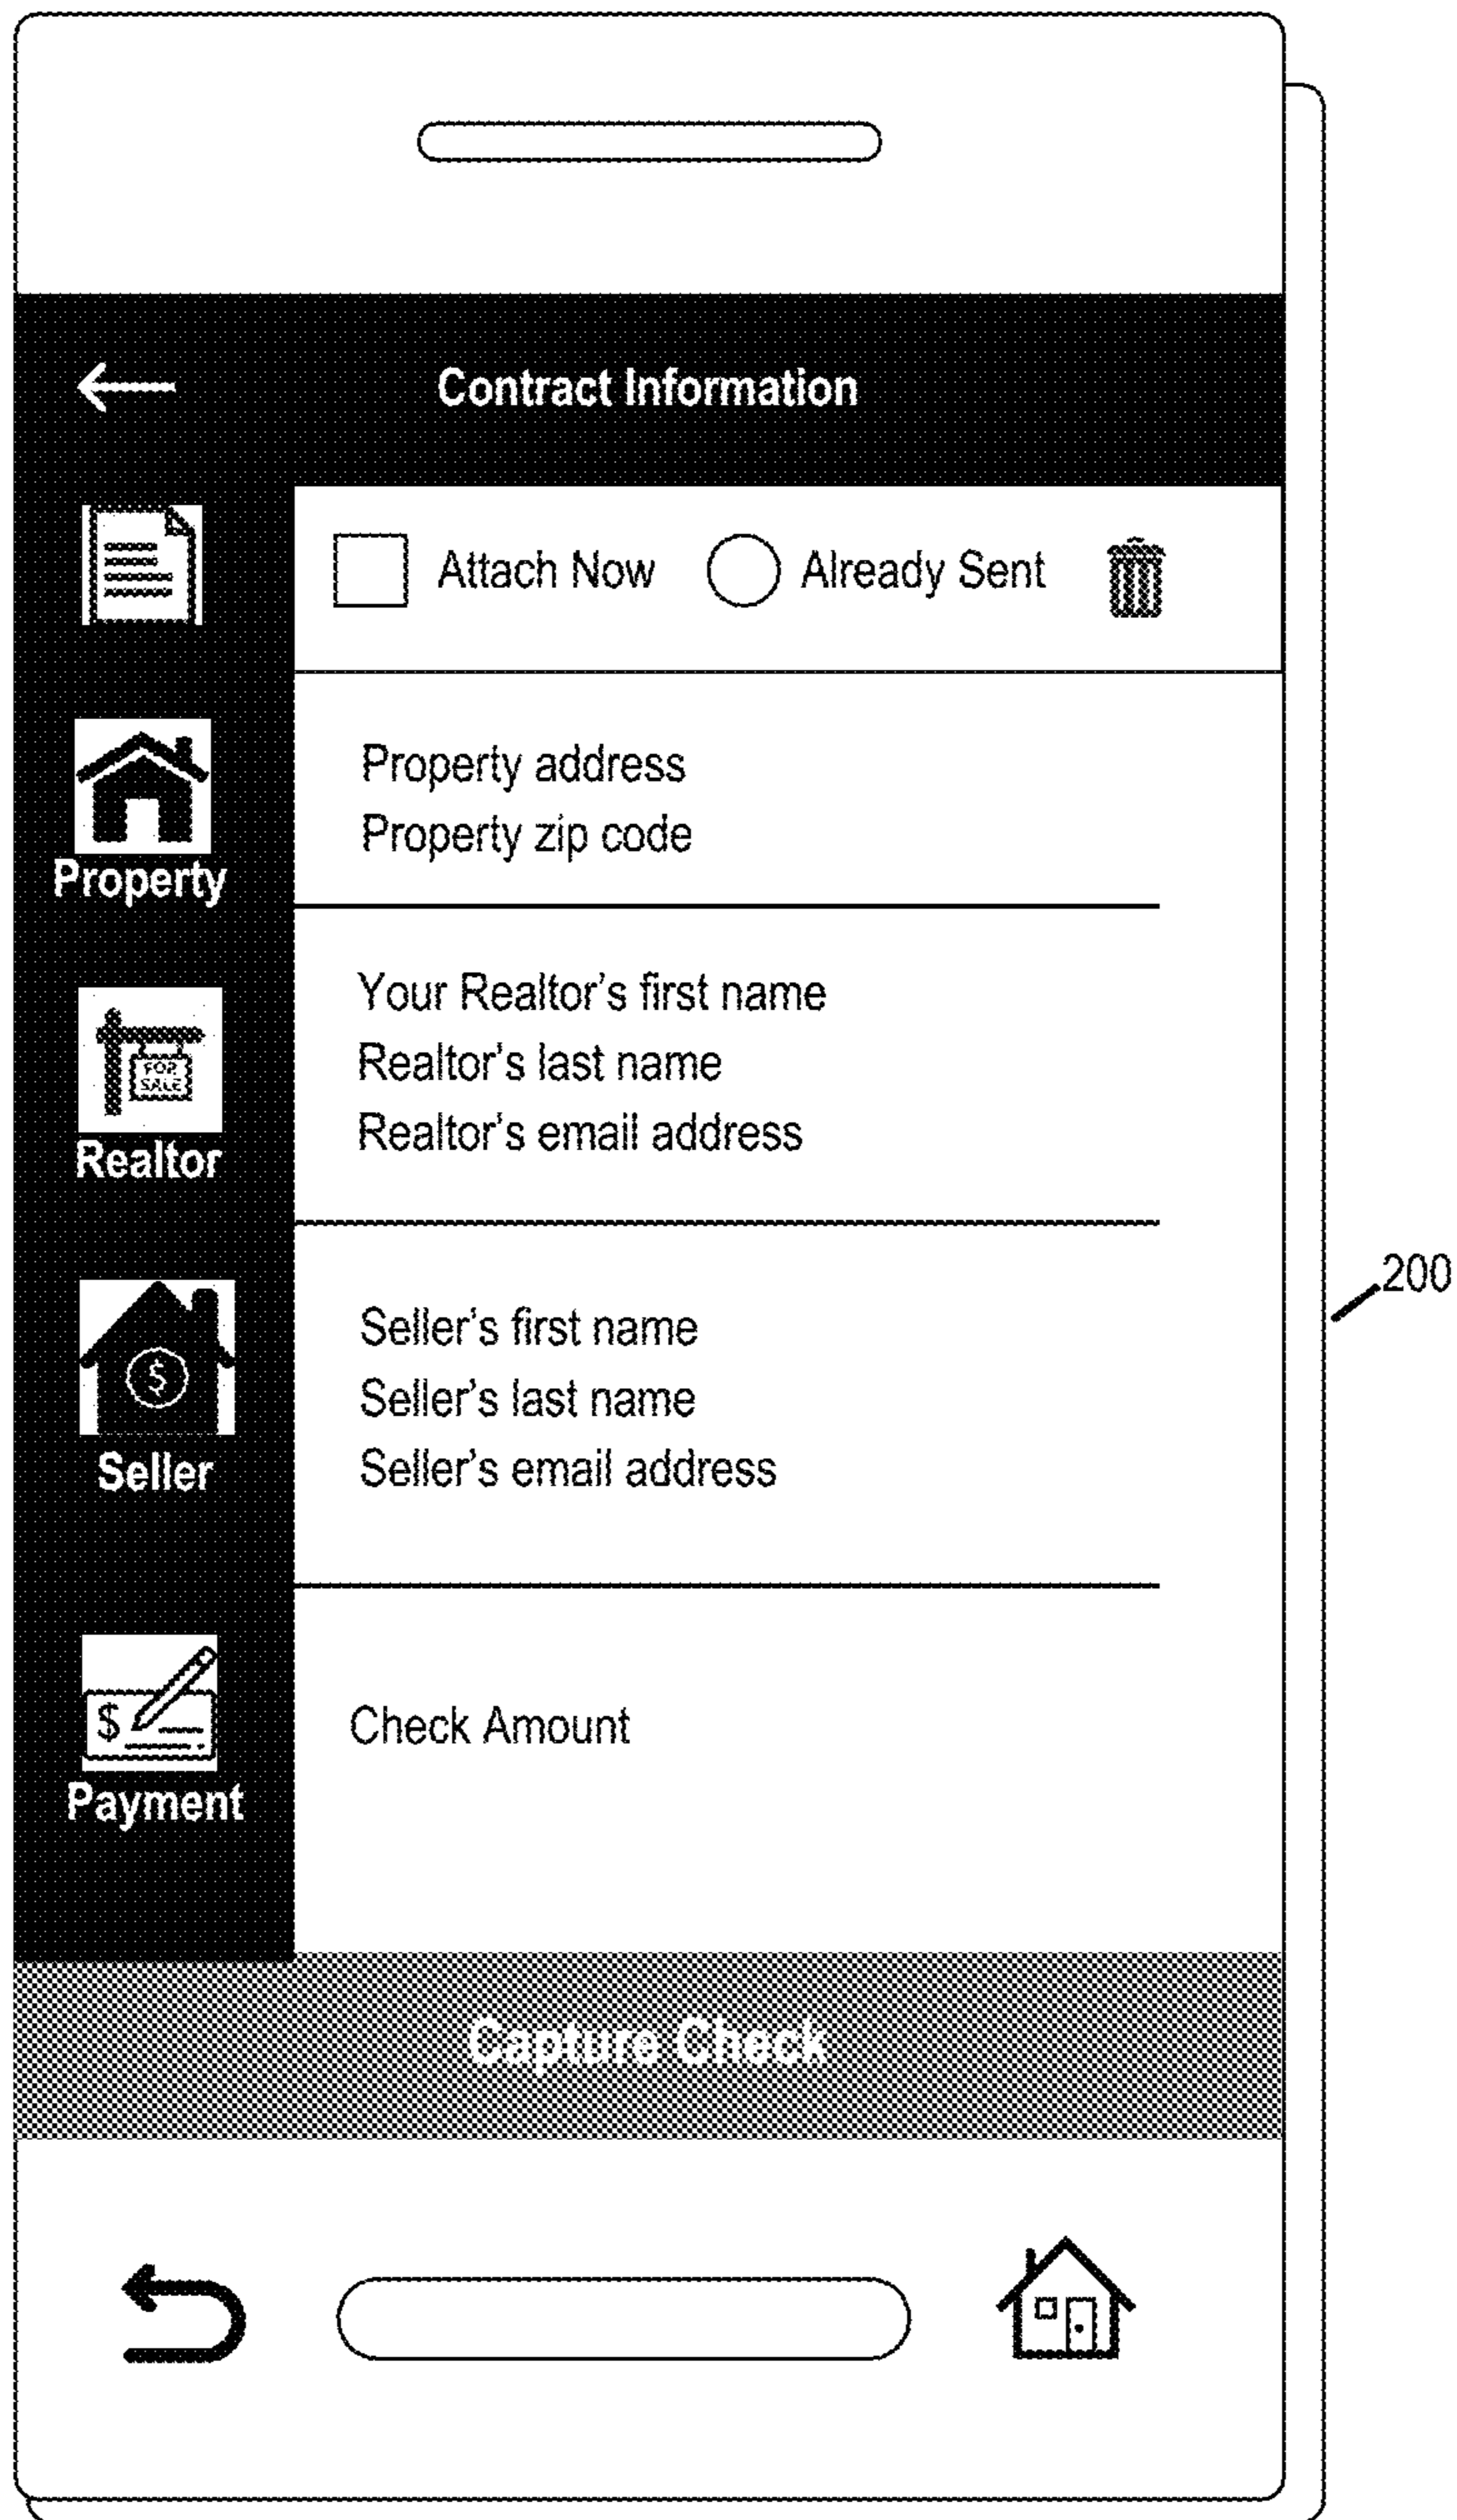 Contract Information
Attach Now
Already Sent
Property address
Property zip code
Property
Your Realtor's first name
Realtor's last name
Realtor's email address
FOR
SALE
Realtor
200
Seller's first name
Seller's last name
Seller's email address
$
Seller
$
Check Amount
Payment
Capture Check